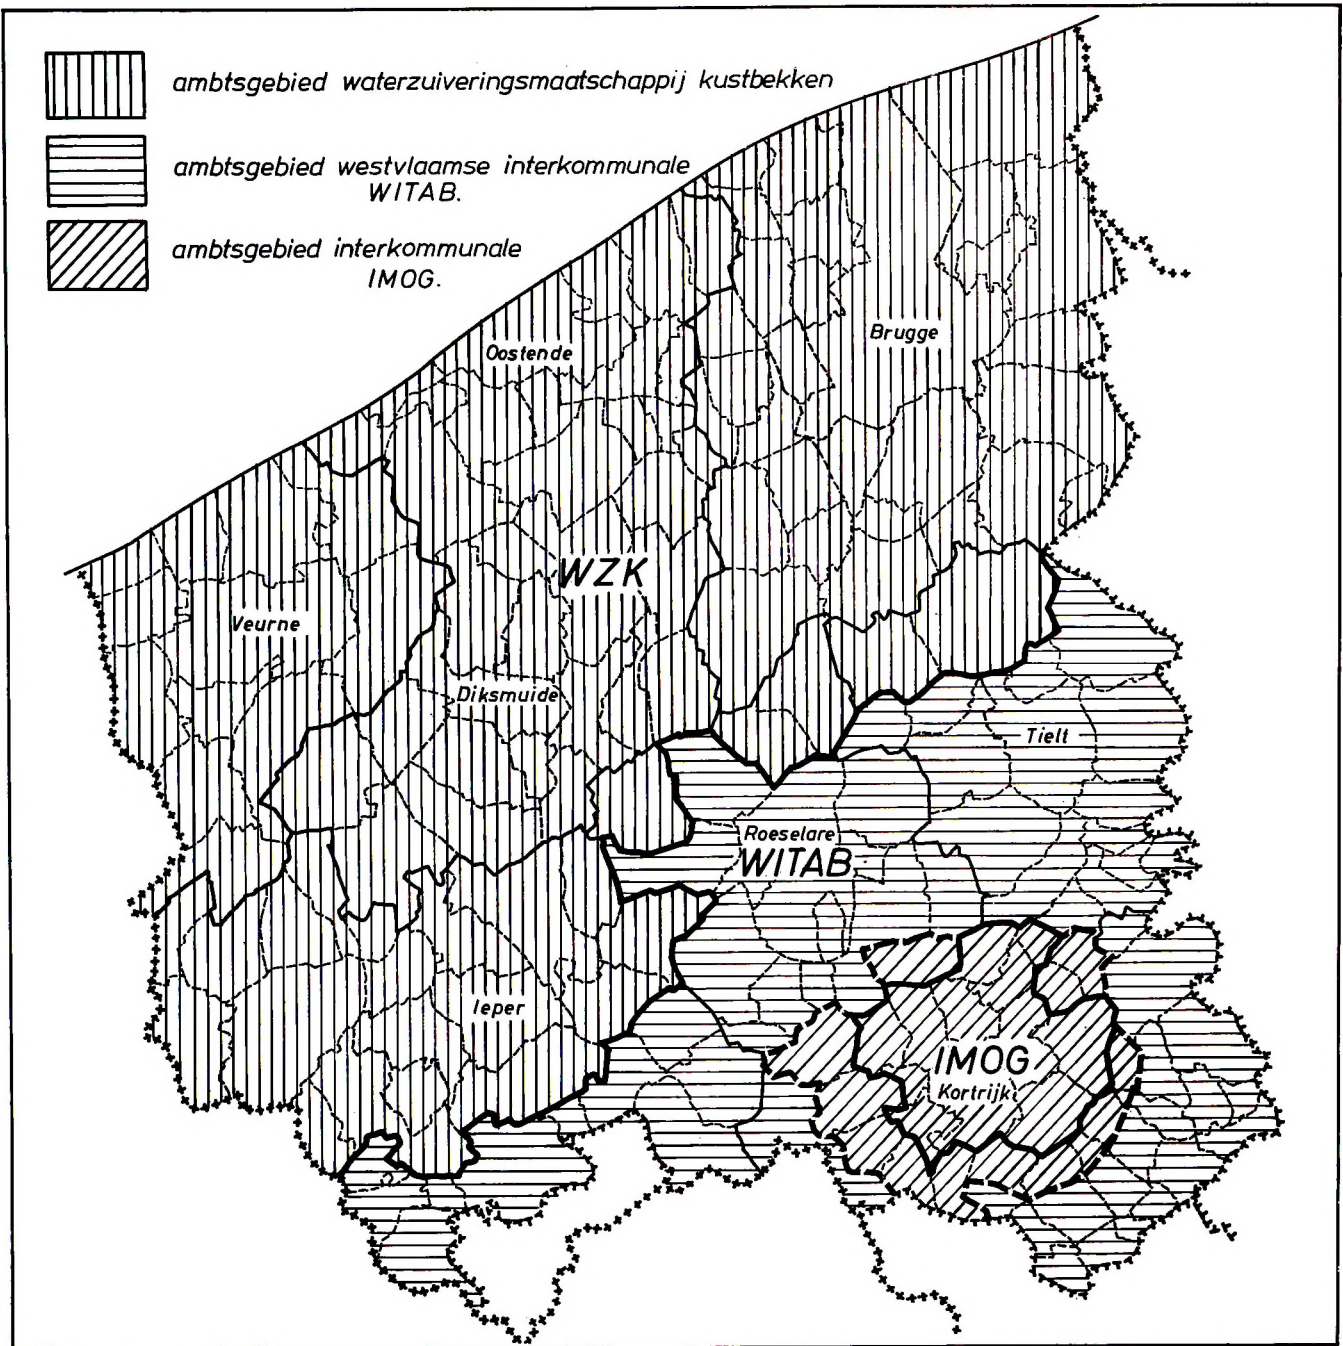 ambtsgebied waterzuiveringsmaatschappij kustbekken
ambtsgebied westvlaamse interkommunale
WITAB.
ambtsgebied interkommunale
IMOG.
Brugge
Oostende
WZK
Veurne
Diksmuide
Tielt
Roeselare
WITAB
Ieper
IMOG
Kortrijk